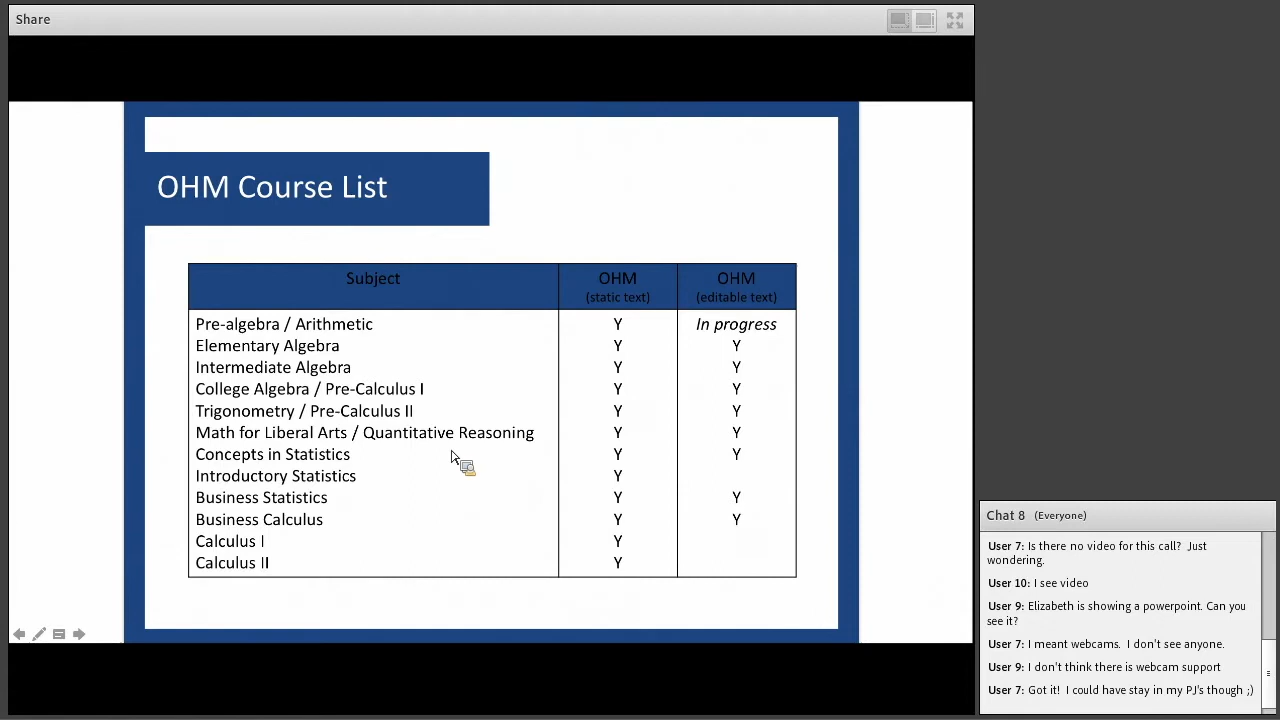 Share
OHM Course List
Subject OHM (static text) OHM (editable text)
Pre-algebra / Arithmetic Y In progress
Elementary Algebra Y Y
Intermediate Algebra Y Y
College Algebra / Pre-Calculus I Y Y
Trigonometry / Pre-Calculus II Y Y
Math for Liberal Arts / Quantitative Reasoning Y Y
Concepts in Statistics Y Y
Introductory Statistics Y
Business Statistics Y Y
Business Calculus Y Y
Calculus I Y
Calculus II Y
Chat 8 (Everyone)
User 7: Is there no video for this call? Just
wondering.
User 10: I see video
User 9: Elizabeth is showing a powerpoint. Can you
see it?
User 7: I meant webcams. I don't see anyone.
User 9: I don't think there is webcam support
User 7: Got it! I could have stay in my PJ's though ;)